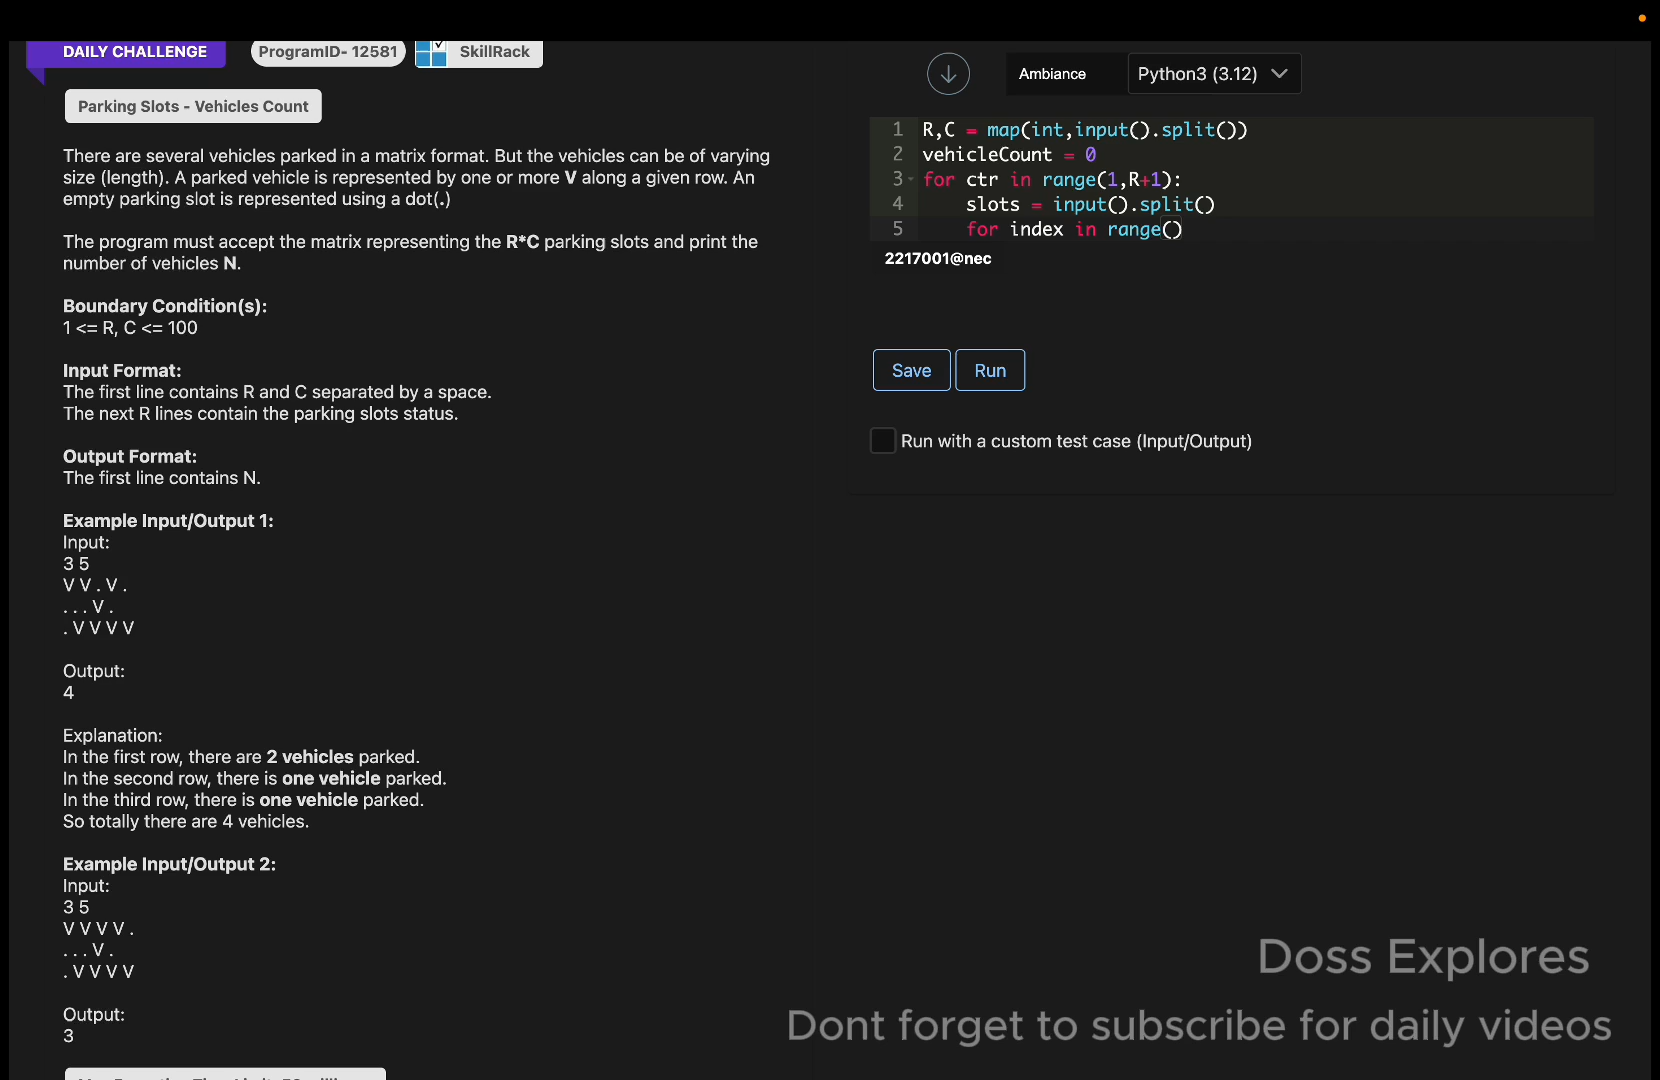 DAILY CHALLENGE
ProgramID- 12581
SkillRack
Parking Slots - Vehicles Count
There are several vehicles parked in a matrix format. But the vehicles can be of varying
size (length). A parked vehicle is represented by one or more V along a given row. An
empty parking slot is represented using a dot(.)
The program must accept the matrix representing the R*C parking slots and print the
number of vehicles N.
Boundary Condition(s):
1 <= R, C <= 100
Input Format:
The first line contains R and C separated by a space.
The next R lines contain the parking slots status.
Output Format:
The first line contains N.
Example Input/Output 1:
Input:
3 5
V V . V .
. . . V .
. V V V V
Output:
4
Explanation:
In the first row, there are 2 vehicles parked.
In the second row, there is one vehicle parked.
In the third row, there is one vehicle parked.
So totally there are 4 vehicles.
Example Input/Output 2:
Input:
3 5
V V V V .
. . . V .
. V V V V
Output:
3
Ambiance
Python3 (3.12)
1 R,C = map(int,input().split())
2 vehicleCount = 0
3 for ctr in range(1,R+1):
4 slots = input().split()
5 for index in range()
2217001@nec
Save
Run
Run with a custom test case (Input/Output)
Doss Explores
Dont forget to subscribe for daily videos